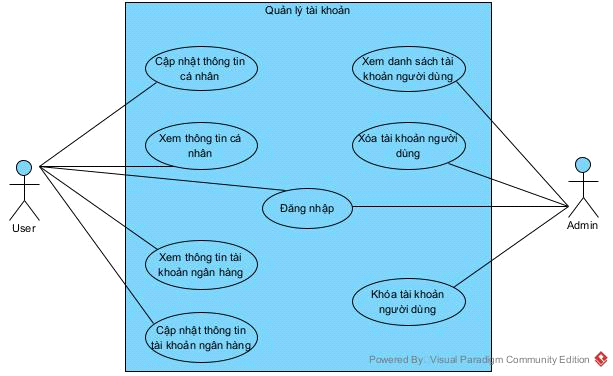 Quản lý tài khoản
Cập nhật thông tin
cá nhân
Xem danh sách tài
khoản người dùng
Xem thông tin cá
nhân
Xóa tài khoản người
dùng
User
Đăng nhập
Admin
Xem thông tin tài
khoản ngân hàng
Khóa tài khoản
người dùng
Cập nhật thông tin
tài khoản ngân hàng
Powered By: Visual Paradigm Community Edition